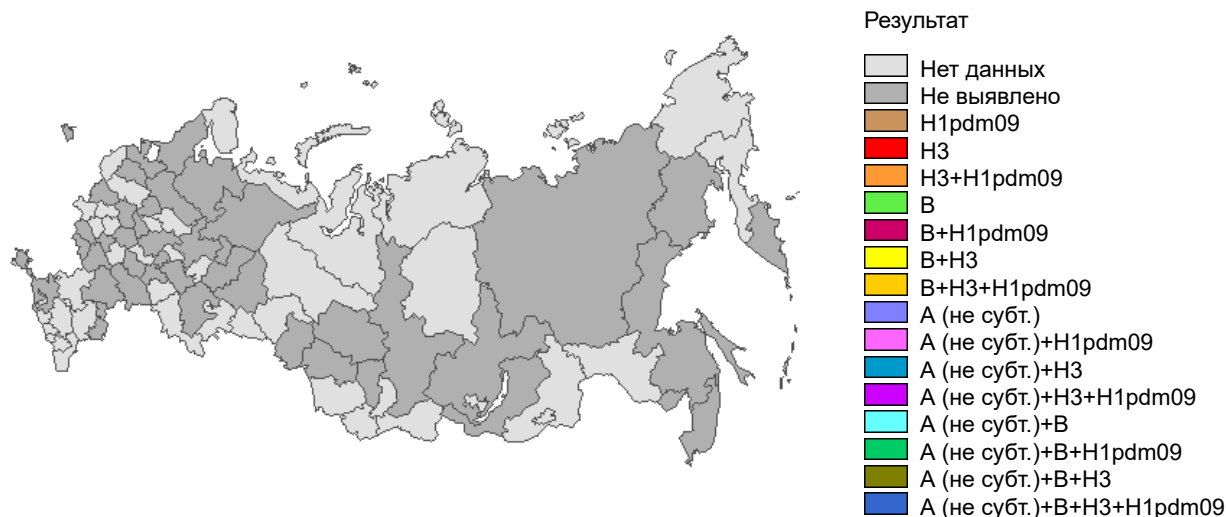 Результат
Нет данных
Не выявлено
H1pdm09
H3
H3+H1pdm09
B
B+H1pdm09
B+H3
B+H3+H1pdm09
А (не субт.)
А (не субт.)+H1pdm09
А (не субт.)+H3
А (не субт.)+H3+H1pdm09
А (не субт.)+B
А (не субт.)+B+H1pdm09
А (не субт.)+B+H3
А (не субт.)+B+H3+H1pdm09